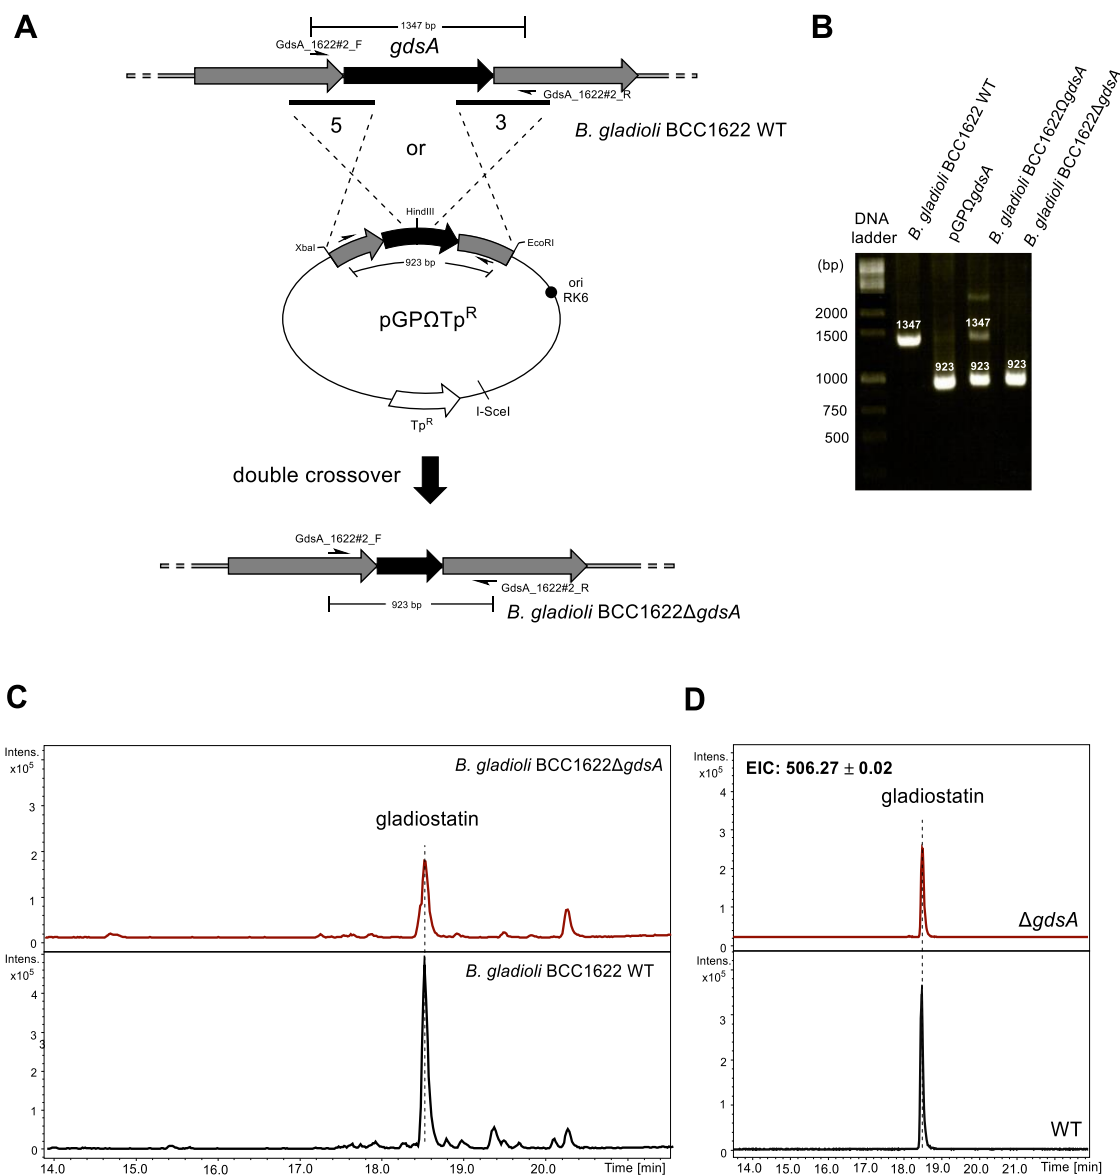 A
1347 bp
gdsA
GdsA_1622#2_F
GdsA_1622#2_R
5
3
B. gladioli BCC1622 WT
or
HindIII
XbaI
EcoRI
923 bp
ori
RK6
pGPΩTpR
I-SceI
TpR
double crossover
GdsA_1622#2_F
GdsA_1622#2_R
923 bp
B. gladioli BCC1622ΔgdsA
B
B. gladioli BCC1622 WT
pGPΩgdsA
B. gladioli BCC1622ΩgdsA
B. gladioli BCC1622ΔgdsA
DNA
ladder
(bp)
2000
1500
1000
750
500
1347
1347
923
923
923
C
Intens.
x105
B. gladioli BCC1622ΔgdsA
gladiostatin
3
2
1
0
Intens.
x105
B. gladioli BCC1622 WT
4
3
3
2
1
0
14.0 15.0 16.0 17.0 18.0 19.0 20.0 Time [min]
D
Intens.
x105
EIC: 506.27 ± 0.02
gladiostatin
4
3
2
1
0
ΔgdsA
Intens.
x105
3
2
1
0
WT
14.0 15.0 16.0 17.0 18.0 19.0 20.0 21.0 Time [min]